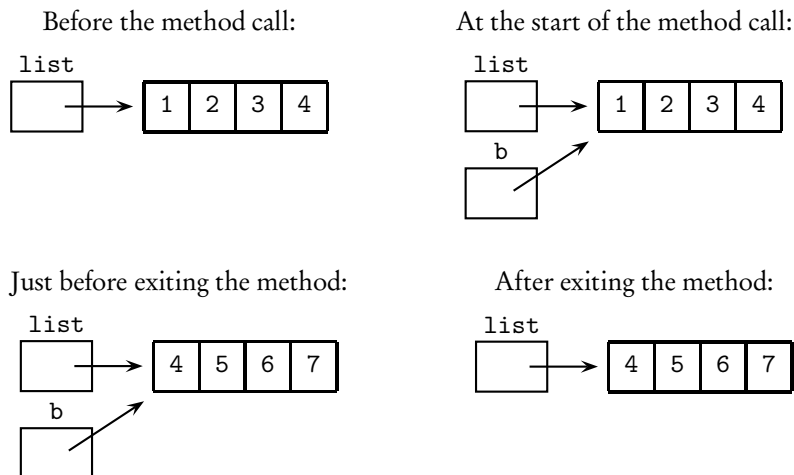 Before the method call:
list
1 2 3 4
At the start of the method call:
list
1 2 3 4
b
Just before exiting the method:
list
4 5 6 7
b
After exiting the method:
list
4 5 6 7